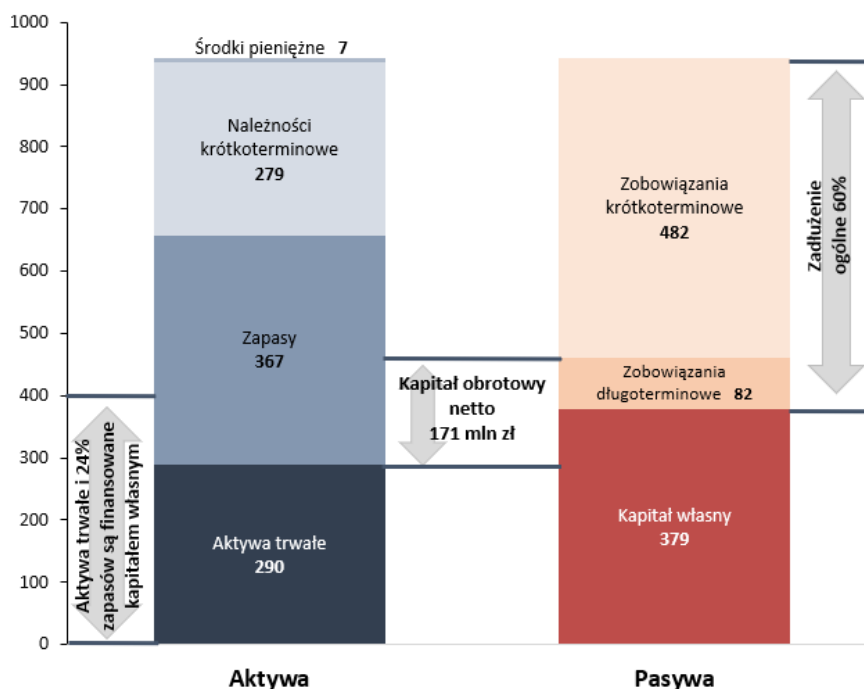 1000
900
800
700
600
500
400
300
200
100
0
Środki pieniężne 7
Należności
krótkoterminowe
279
Zapasy
367
Aktywa trwałe
290
Aktywa trwałe i 24%
zapasów są finansowane
kapitałem własnym
Kapitał obrotowy
netto
171 mln zł
Zobowiązania
krótkoterminowe
482
Zobowiązania
długoterminowe 82
Kapitał własny
379
Zadłużenie
ogólne 60%
Aktywa
Pasywa